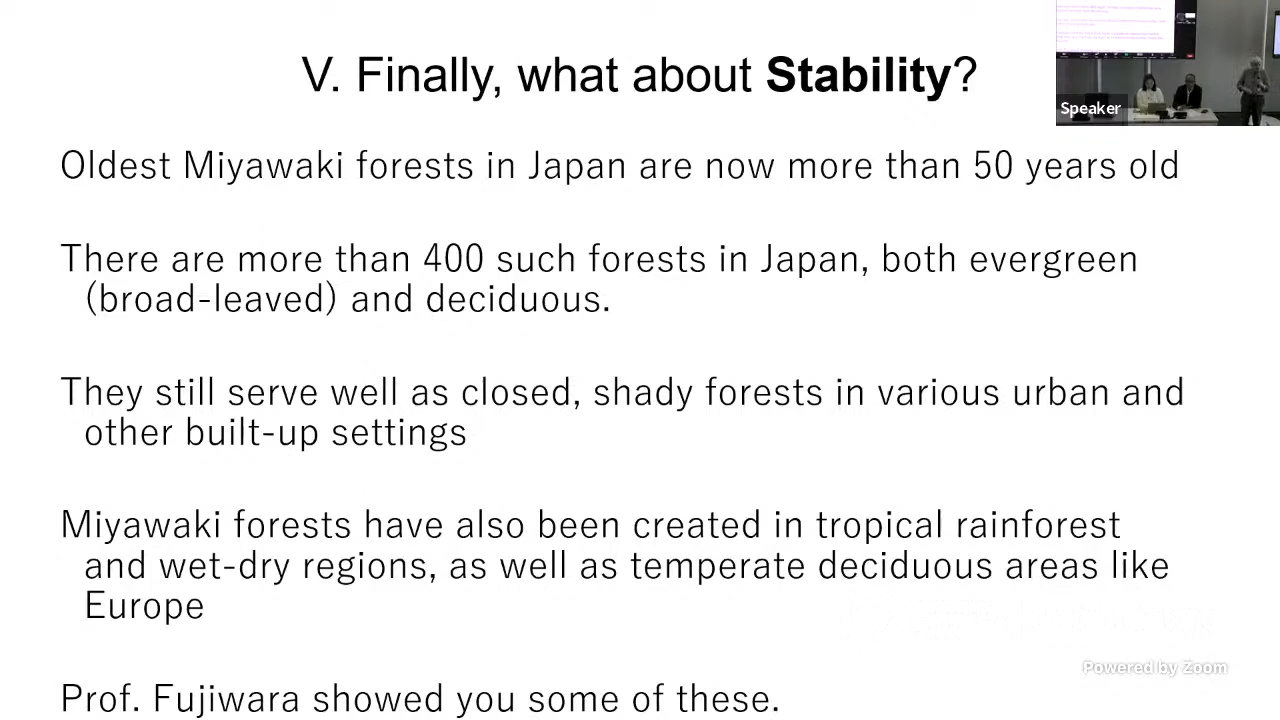 V. Finally, what about Stability?
Speaker
Oldest Miyawaki forests in Japan are now more than 50 years old
There are more than 400 such forests in Japan, both evergreen
(broad-leaved) and deciduous.
They still serve well as closed, shady forests in various urban and
other built-up settings
Miyawaki forests have also been created in tropical rainforest
and wet-dry regions, as well as temperate deciduous areas like
Europe
Powered by Zoom
Prof. Fujiwara showed you some of these.